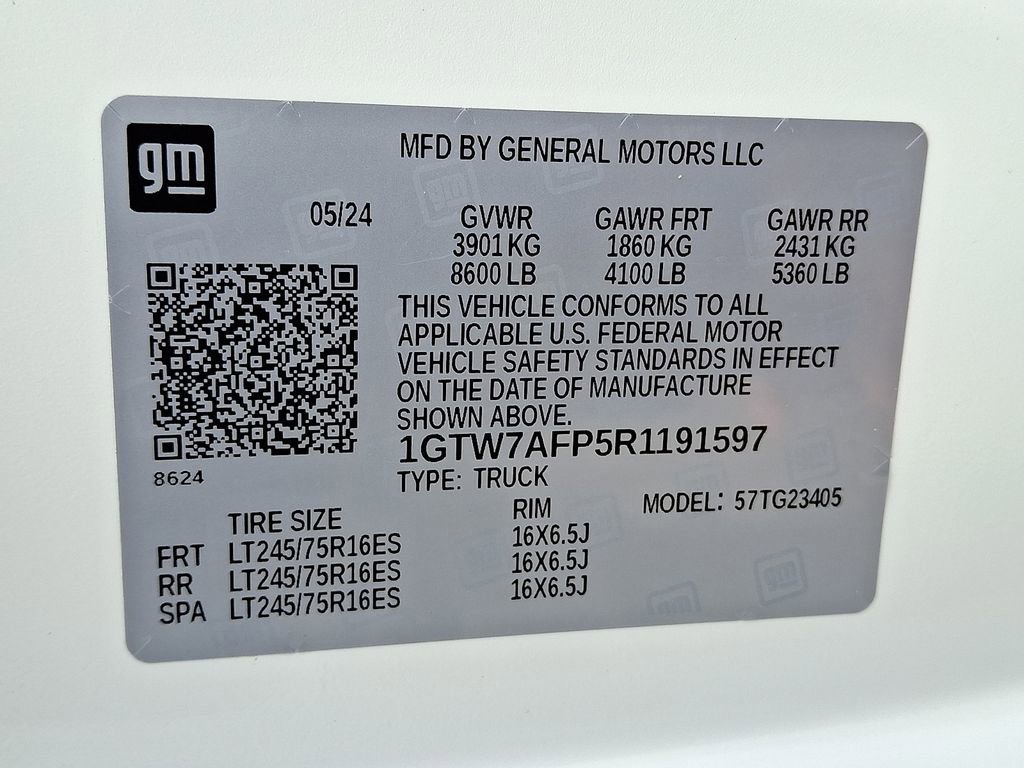 gm
MFD BY GENERAL MOTORS LLC
05/24 GVWR GAWR FRT GAWR RR
3901 KG 1860 KG 2431 KG
8600 LB 4100 LB 5360 LB
THIS VEHICLE CONFORMS TO ALL
APPLICABLE U.S. FEDERAL MOTOR
VEHICLE SAFETY STANDARDS IN EFFECT
ON THE DATE OF MANUFACTURE
SHOWN ABOVE.
1GTW7AFP5R1191597
8624
TYPE: TRUCK
MODEL: 57TG23405
TIRE SIZE RIM
FRT LT245/75R16ES 16X6.5J
RR LT245/75R16ES 16X6.5J
SPA LT245/75R16ES 16X6.5J